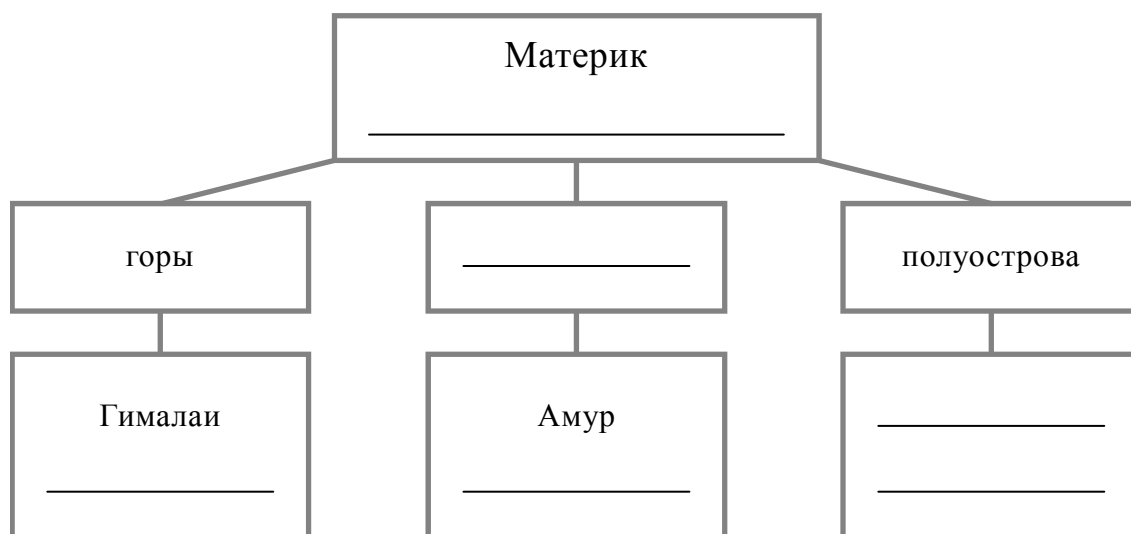 Материк
горы
полуострова
Гималаи
Амур